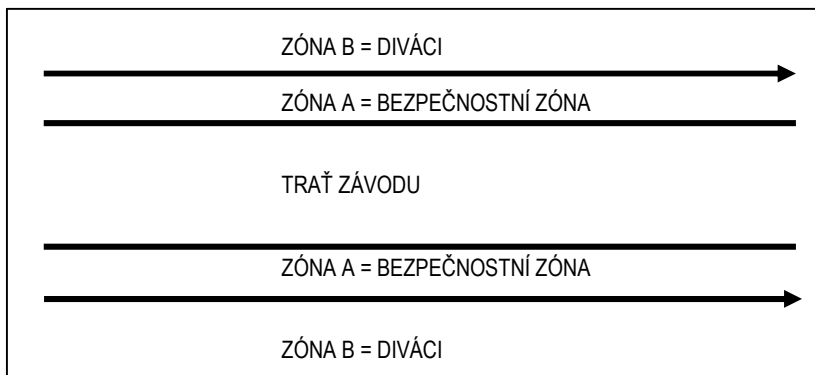 ZÓNA B = DIVÁCI
ZÓNA A = BEZPEČNOSTNÍ ZÓNA
TRAŤ ZÁVODU
ZÓNA A = BEZPEČNOSTNÍ ZÓNA
ZÓNA B = DIVÁCI